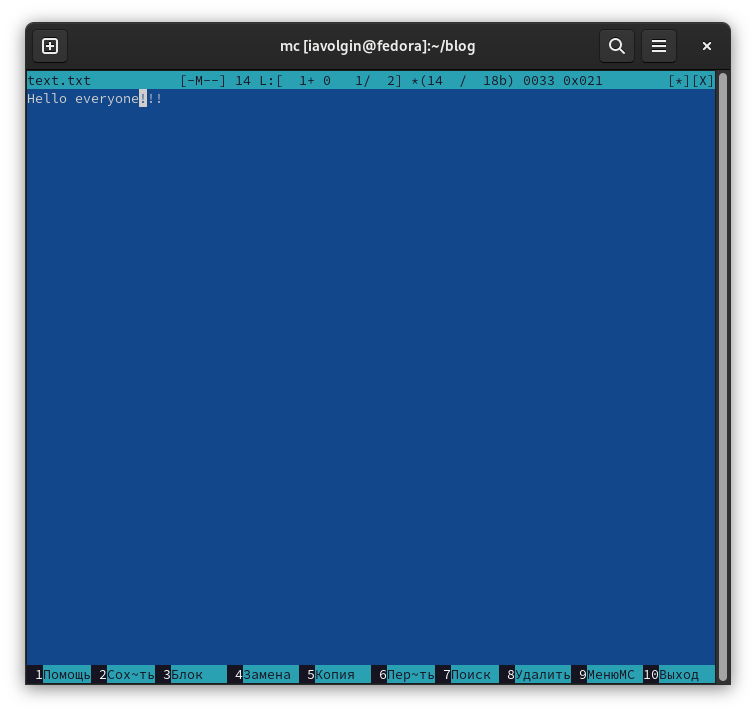 mc [iavolgin@fedora]:~/blog
text.txt [-M--] 14 L:[ 1+ 0 1/ 2] *(14 / 18b) 0033 0x021 [*][X]
Hello everyone!!!
1Помощь 2Сох~ть 3Блок 4Замена 5Копия 6Пер~ть 7Поиск 8Удалить 9МенюMC 10Выход